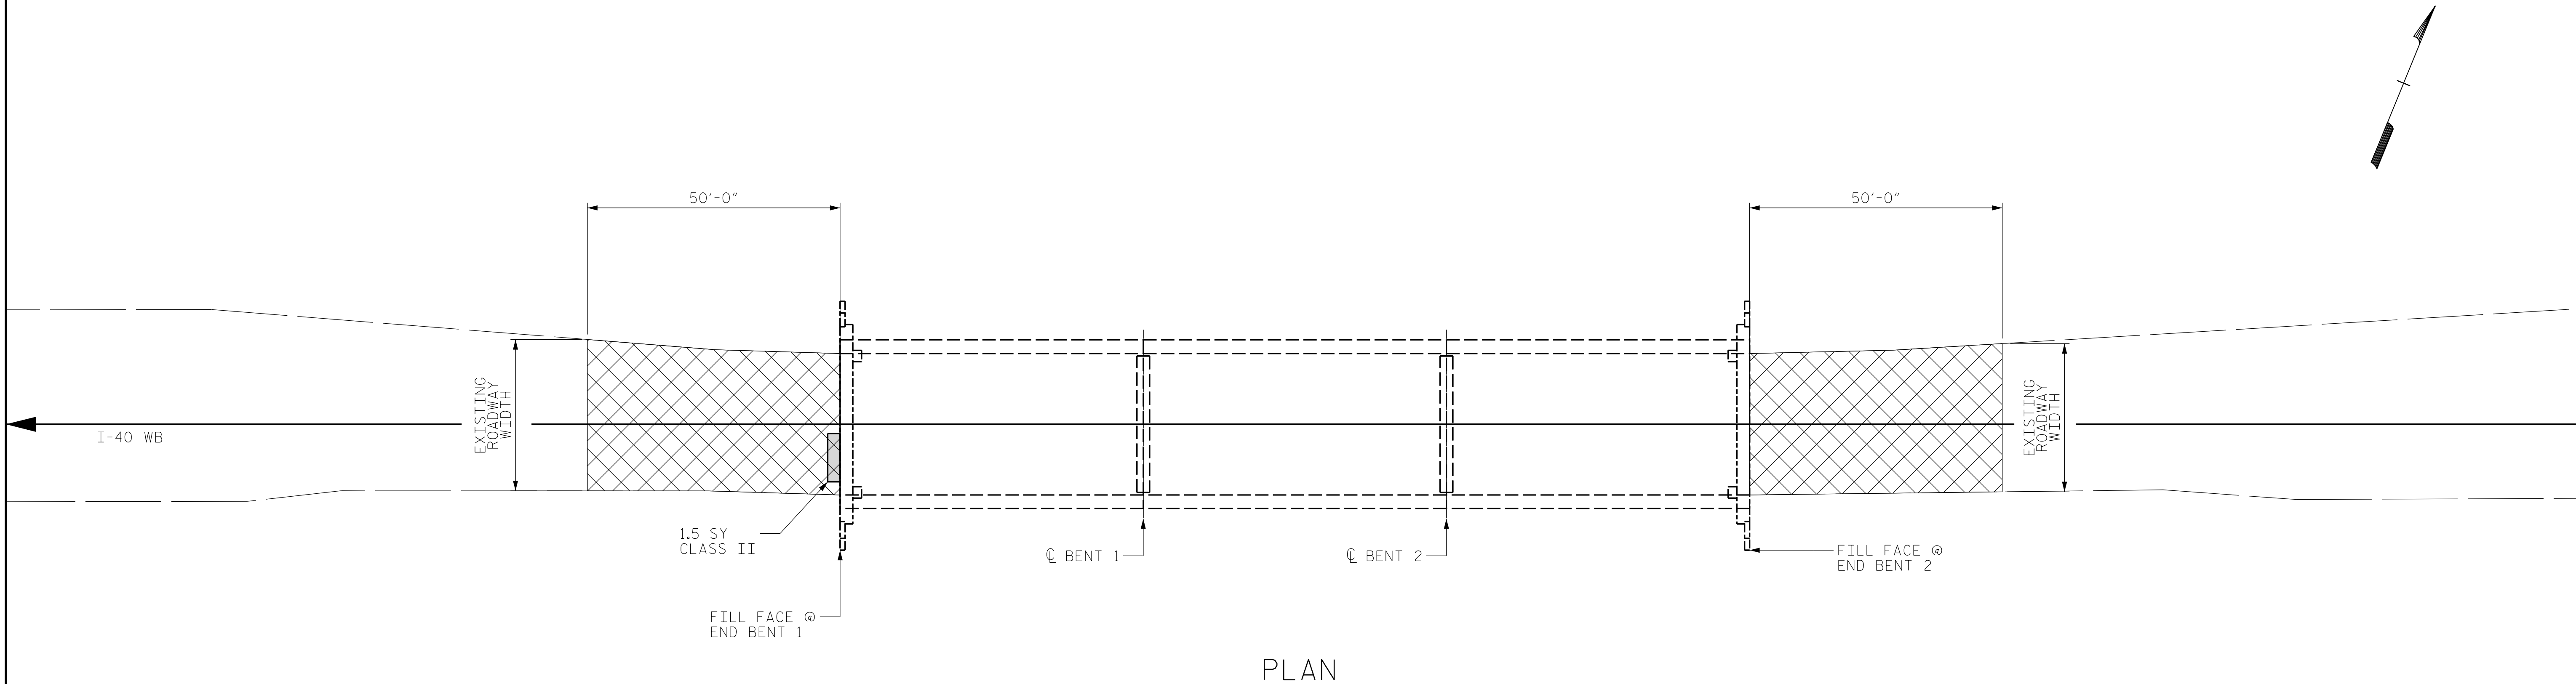 50'-0"
50'-0"
EXISTING
ROADWAY
WIDTH
EXISTING
ROADWAY
WIDTH
I-40 WB
1.5 SY
CLASS II
℄ BENT 1
℄ BENT 2
FILL FACE @
END BENT 2
FILL FACE @
END BENT 1
PLAN